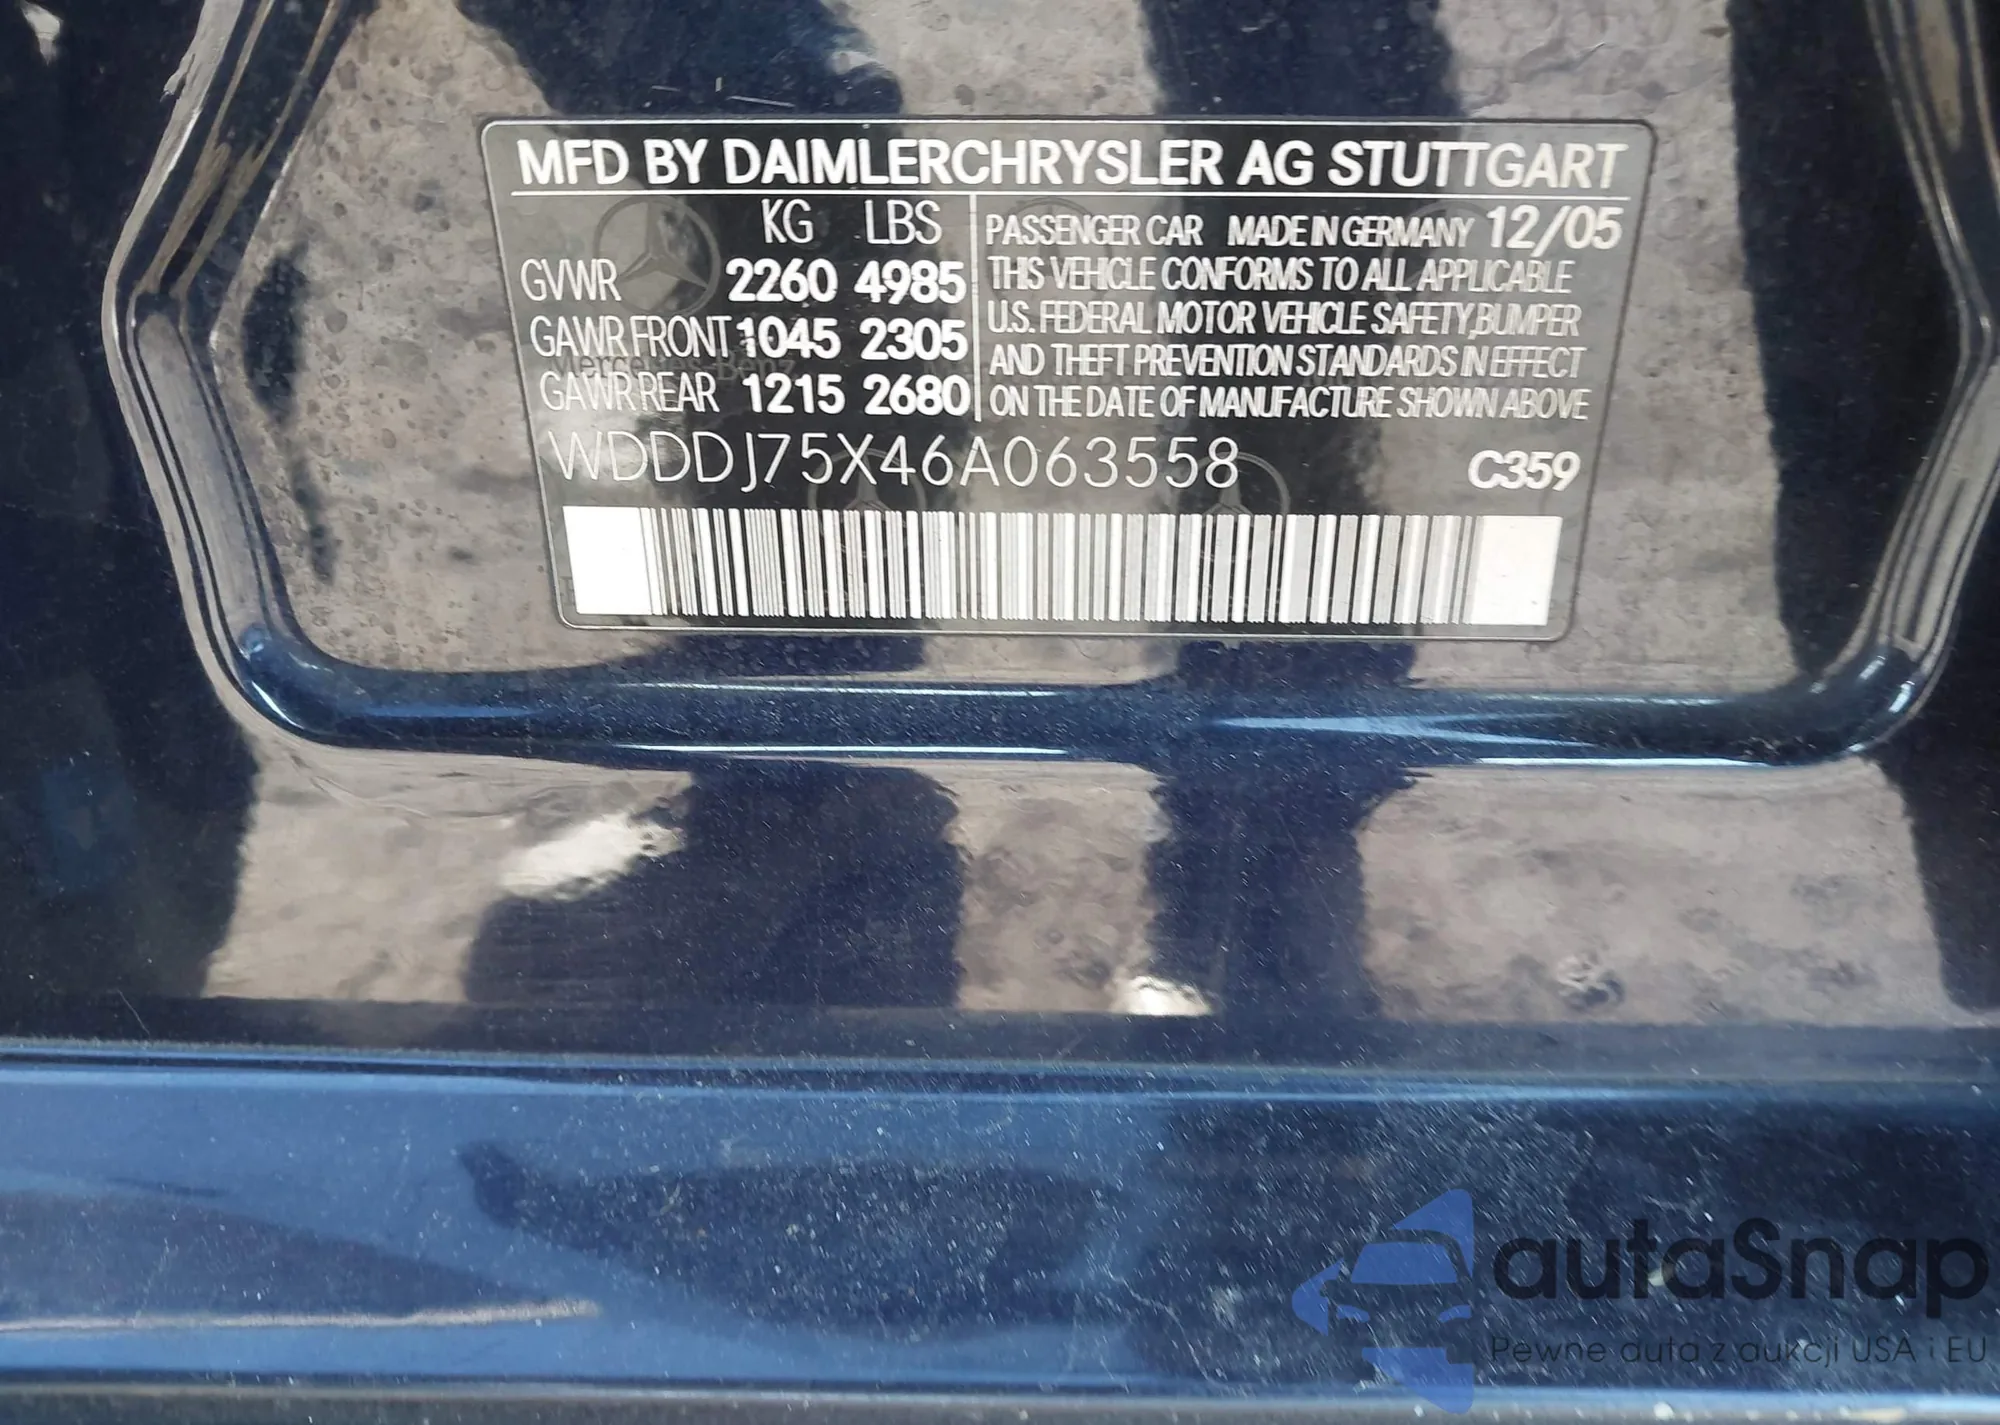 MFD BY DAIMLERCHRYSLER AG STUTTGART
KG LBS
GVWR 2260 4985
GAWR FRONT 1045 2305
GAWR REAR 1215 2680
PASSENGER CAR MADE IN GERMANY 12/05
THIS VEHICLE CONFORMS TO ALL APPLICABLE
U.S. FEDERAL MOTOR VEHICLE SAFETY, BUMPER
AND THEFT PREVENTION STANDARDS IN EFFECT
ON THE DATE OF MANUFACTURE SHOWN ABOVE
Mercedes-Benz
WDDDJ75X46A063558 C359
autaSnap
Pewne auta z aukcji USA i EU